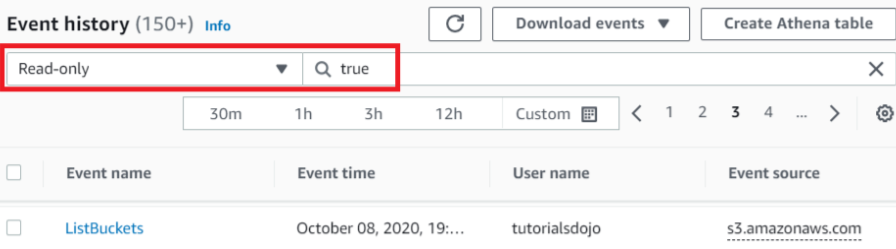 Event history (150+) Info Download events Create Athena table
Read-only true
30m 1h 3h 12h Custom 1 2 3 4 ...
Event name Event time User name Event source
ListBuckets October 08, 2020, 19:... tutorialsdojo s3.amazonaws.com